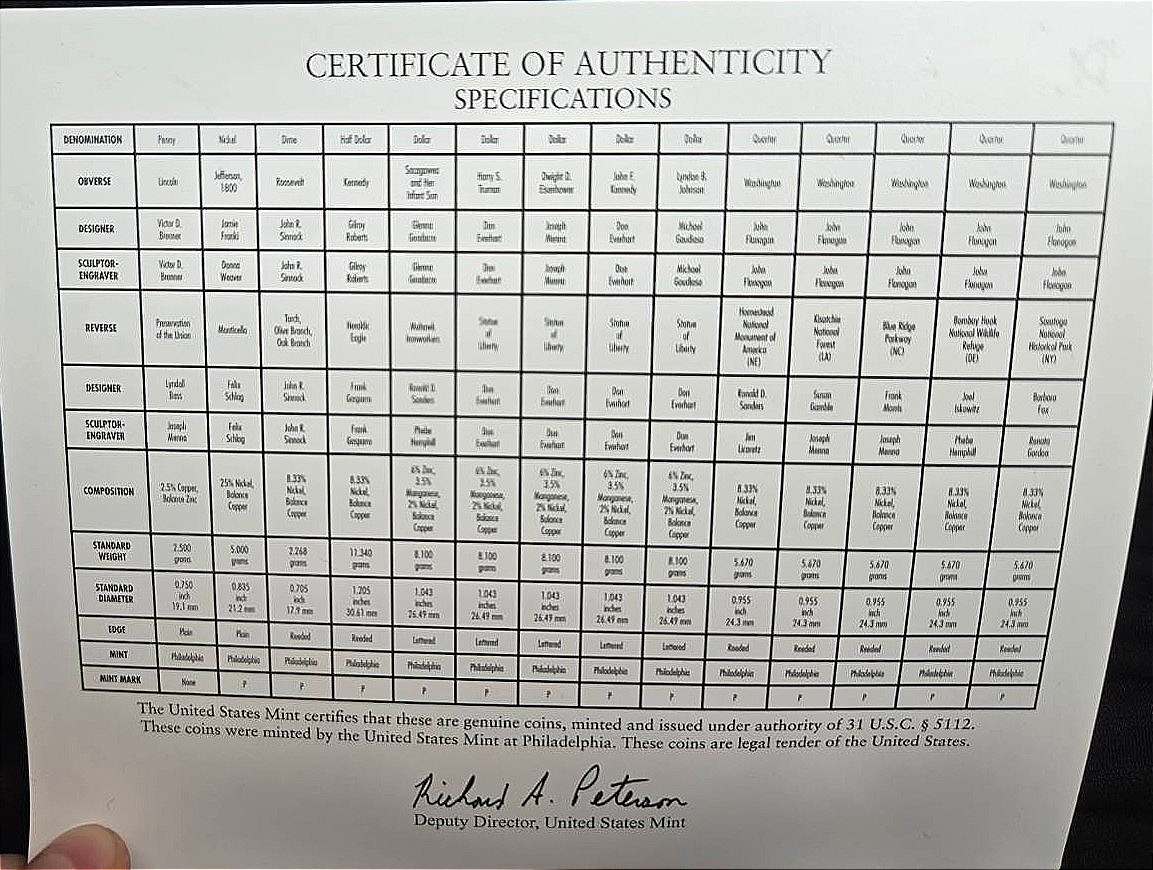 CERTIFICATE OF AUTHENTICITY
SPECIFICATIONS
DENOMINATION Penny Nickel Dime Half Dollar Dollar Dollar Dollar Dollar Dollar Quarter Quarter Quarter Quarter Quarter
OBVERSE Lincoln Jefferson, 1800 Roosevelt Kennedy Sacagawea and Her Infant Son Harry S. Truman Dwight D. Eisenhower John F. Kennedy Lyndon B. Johnson Washington Washington Washington Washington Washington
DESIGNER Victor D. Brenner Jamie Franki John R. Sinnock Gilroy Roberts Glenna Goodacre Don Everhart Joseph Menna Don Everhart Michael Gaudioso John Flanagan John Flanagan John Flanagan John Flanagan John Flanagan
SCULPTOR-ENGRAVER Victor D. Brenner Donna Weaver John R. Sinnock Gilroy Roberts Glenna Goodacre Don Everhart Joseph Menna Don Everhart Michael Gaudioso John Flanagan John Flanagan John Flanagan John Flanagan John Flanagan
REVERSE Preservation of the Union Monticello Torch, Olive Branch, Oak Branch Heraldic Eagle Mohawk Ironworkers Statue of Liberty Statue of Liberty Statue of Liberty Statue of Liberty Homestead National Monument of America (NE) Kisatchie National Forest (LA) Blue Ridge Parkway (NC) Bombay Hook National Wildlife Refuge (DE) Saratoga National Historical Park (NY)
DESIGNER Lyndall Bass Felix Schlag John R. Sinnock Frank Gasparro Ronald D. Sanders Don Everhart Don Everhart Don Everhart Don Everhart Ronald D. Sanders Susan Gamble Frank Morris Joel Iskowitz Barbara Fox
SCULPTOR-ENGRAVER Joseph Menna Felix Schlag John R. Sinnock Frank Gasparro Phebe Hemphill Don Everhart Don Everhart Don Everhart Don Everhart Jim Licaretz Joseph Menna Joseph Menna Phebe Hemphill Renata Gordon
COMPOSITION 2.5% Copper, Balance Zinc 25% Nickel, Balance Copper 8.33% Nickel, Balance Copper 8.33% Nickel, Balance Copper 6% Zinc, 3.5% Manganese, 2% Nickel, Balance Copper 6% Zinc, 3.5% Manganese, 2% Nickel, Balance Copper 6% Zinc, 3.5% Manganese, 2% Nickel, Balance Copper 6% Zinc, 3.5% Manganese, 2% Nickel, Balance Copper 6% Zinc, 3.5% Manganese, 2% Nickel, Balance Copper 8.33% Nickel, Balance Copper 8.33% Nickel, Balance Copper 8.33% Nickel, Balance Copper 8.33% Nickel, Balance Copper 8.33% Nickel, Balance Copper
STANDARD WEIGHT 2.500 grams 5.000 grams 2.268 grams 11.340 grams 8.100 grams 8.100 grams 8.100 grams 8.100 grams 8.100 grams 5.670 grams 5.670 grams 5.670 grams 5.670 grams 5.670 grams
STANDARD DIAMETER 0.750 inch 19.1 mm 0.835 inch 21.2 mm 0.705 inch 17.9 mm 1.205 inches 30.61 mm 1.043 inches 26.49 mm 1.043 inches 26.49 mm 1.043 inches 26.49 mm 1.043 inches 26.49 mm 1.043 inches 26.49 mm 0.955 inch 24.3 mm 0.955 inch 24.3 mm 0.955 inch 24.3 mm 0.955 inch 24.3 mm 0.955 inch 24.3 mm
EDGE Plain Plain Reeded Reeded Lettered Lettered Lettered Lettered Lettered Reeded Reeded Reeded Reeded Reeded
MINT Philadelphia Philadelphia Philadelphia Philadelphia Philadelphia Philadelphia Philadelphia Philadelphia Philadelphia Philadelphia Philadelphia Philadelphia Philadelphia Philadelphia
MINT MARK None P P P P P P P P P P P P P
The United States Mint certifies that these are genuine coins, minted and issued under authority of 31 U.S.C. § 5112.
These coins were minted by the United States Mint at Philadelphia. These coins are legal tender of the United States.
Richard A. Peterson
Deputy Director, United States Mint